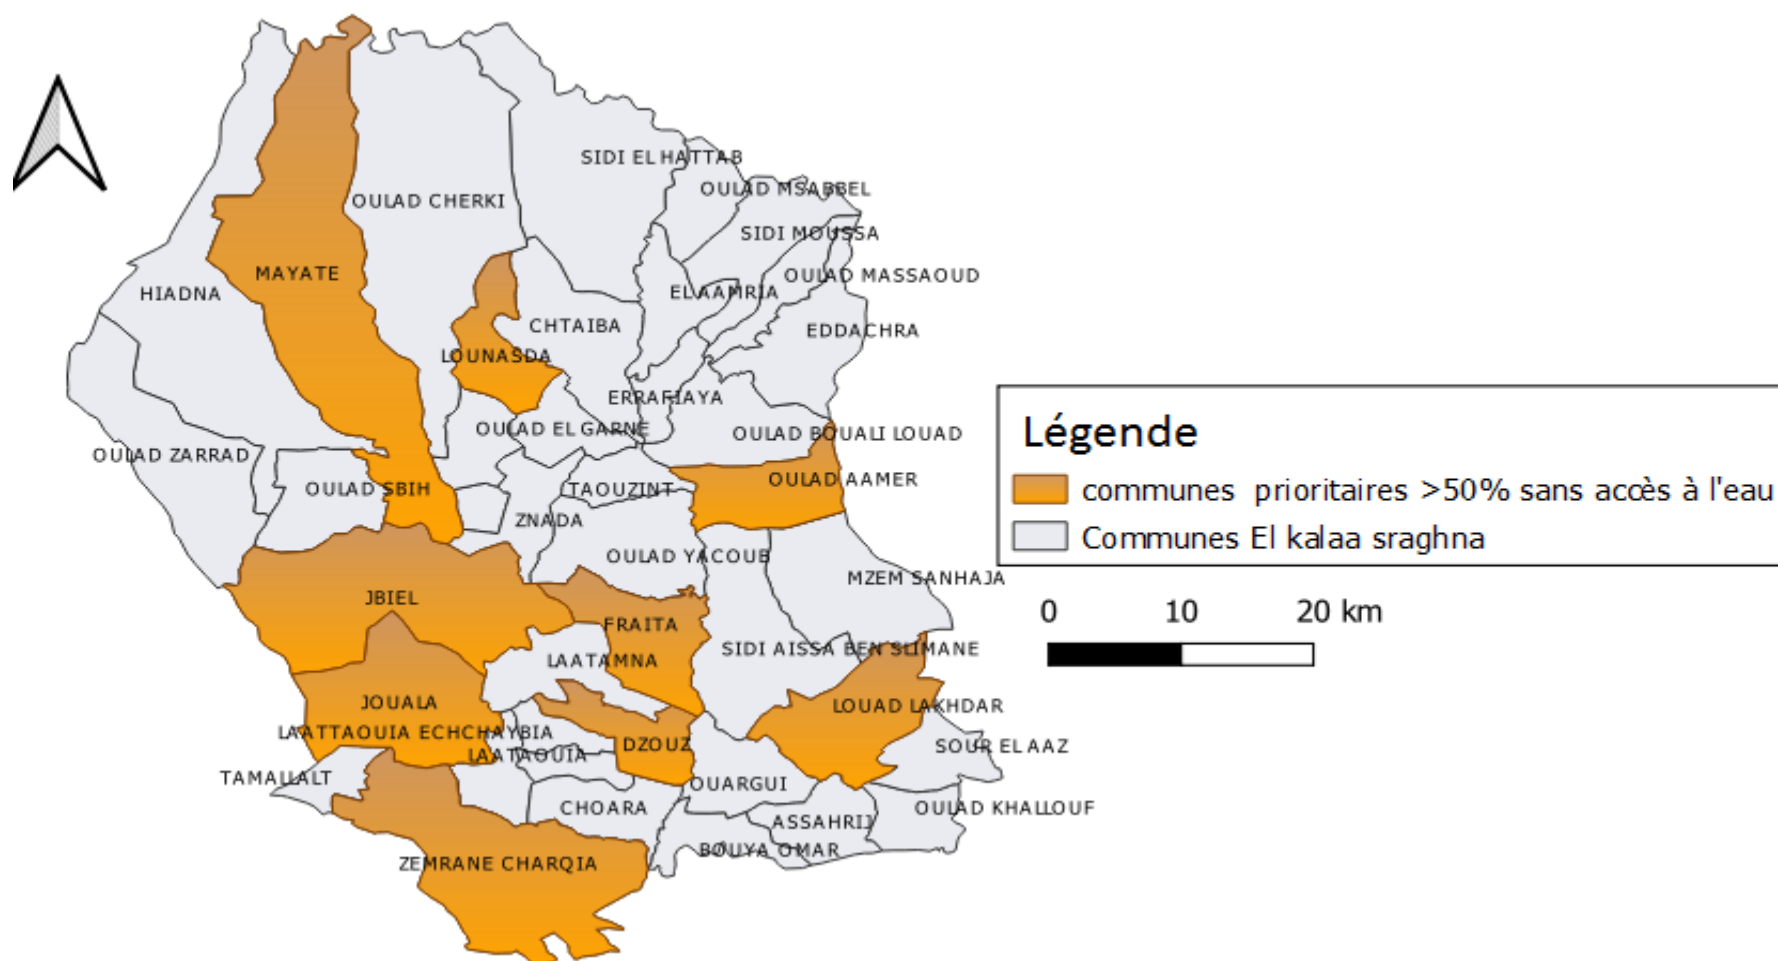 SIDI EL HATTAB
OULAD MSABBEL
OULAD CHERKI
SIDI MOUSSA
MAYATE
OULAD MASSAOUD
HIADNA
EL AAMRIA
CHTAIBA
EDDACHRA
LOUNASDA
ERRAFIAYA
OULAD EL GARNE
OULAD BOUALI LOUAD
OULAD ZARRAD
OULAD AAMER
OULAD SBIH
TAOUZINT
ZNADA
OULAD YACOUB
MZEM SANHAJA
JBIEL
FRAITA
SIDI AISSA BEN SLIMANE
LAATAMNA
JOUALA
LOUAD LAKHDAR
LAATTAOUIA ECHCHAYBIA
DZOUZ
SOUR EL AAZ
LAATAOUIA
TAMALLALT
OUARGUI
CHOARA
OULAD KHALLOUF
ASSAHRIJ
BOUYA OMAR
ZEMRANE CHARQIA
Légende
communes prioritaires >50% sans accès à l'eau
Communes El kalaa sraghna
0 10 20 km